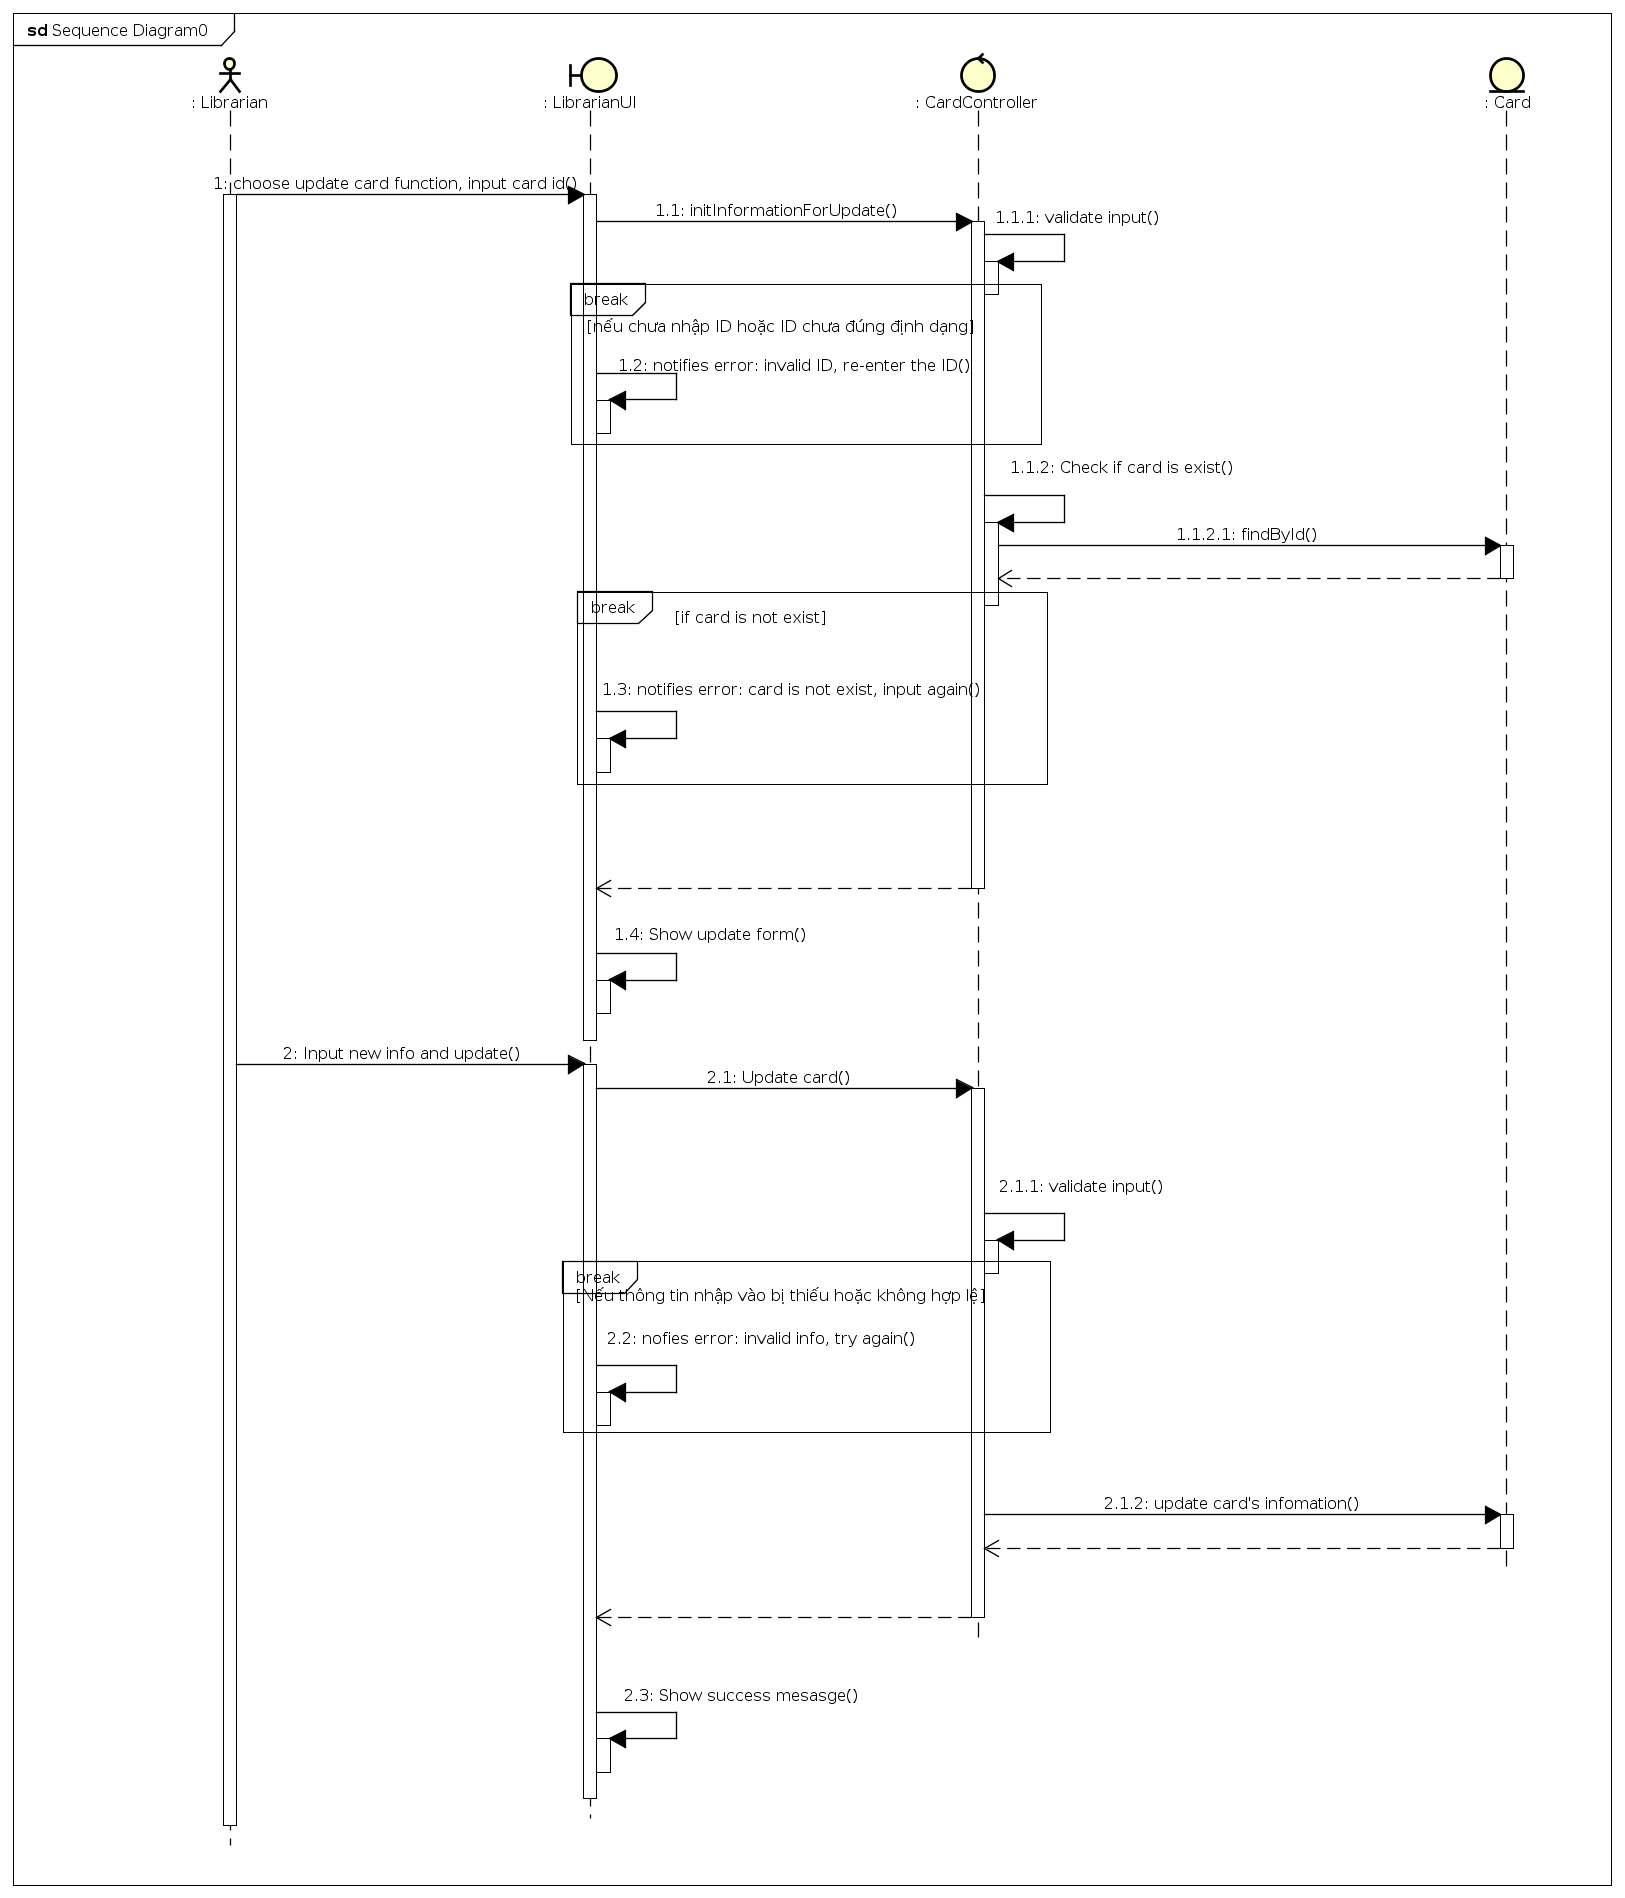 sd Sequence Diagram0
: Librarian
: LibrarianUI
: CardController
: Card
1: choose update card function, input card id()
1.1: initInformationForUpdate()
1.1.1: validate input()
break
[nếu chưa nhập ID hoặc ID chưa đúng định dạng]
1.2: notifies error: invalid ID, re-enter the ID()
1.1.2: Check if card is exist()
1.1.2.1: findById()
break
[if card is not exist]
1.3: notifies error: card is not exist, input again()
1.4: Show update form()
2: Input new info and update()
2.1: Update card()
2.1.1: validate input()
break
[Nếu thông tin nhập vào bị thiếu hoặc không hợp lệ]
2.2: nofies error: invalid info, try again()
2.1.2: update card's infomation()
2.3: Show success mesasge()